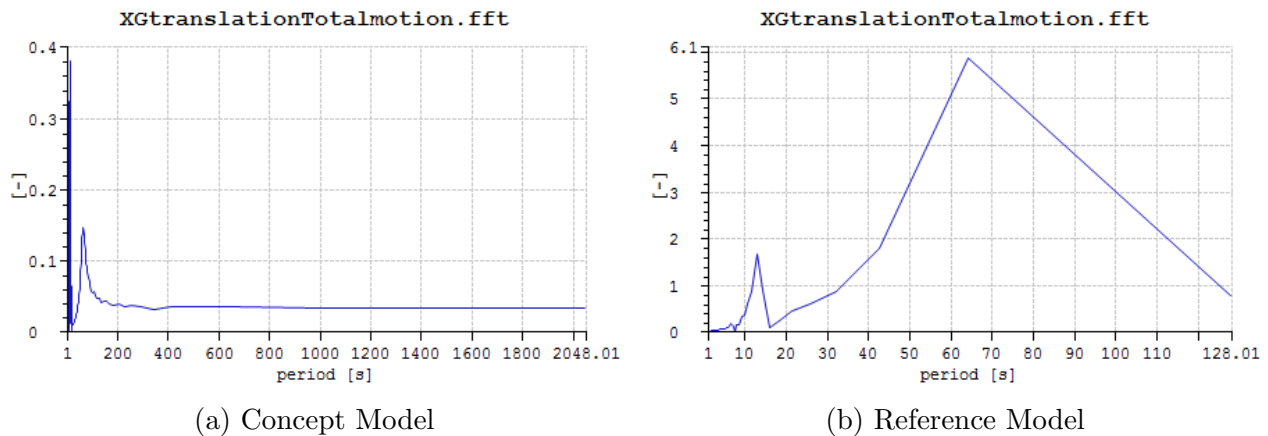 XGtranslationTotalmotion.fft
0.4
0.3
[-]
0.2
0.1
0
1 200 400 600 800 1000 1200 1400 1600 1800 2048.01
period [s]
(a) Concept Model
XGtranslationTotalmotion.fft
6.1
5
4
[-]
3
2
1
0
1 10 20 30 40 50 60 70 80 90 100 110 128.01
period [s]
(b) Reference Model